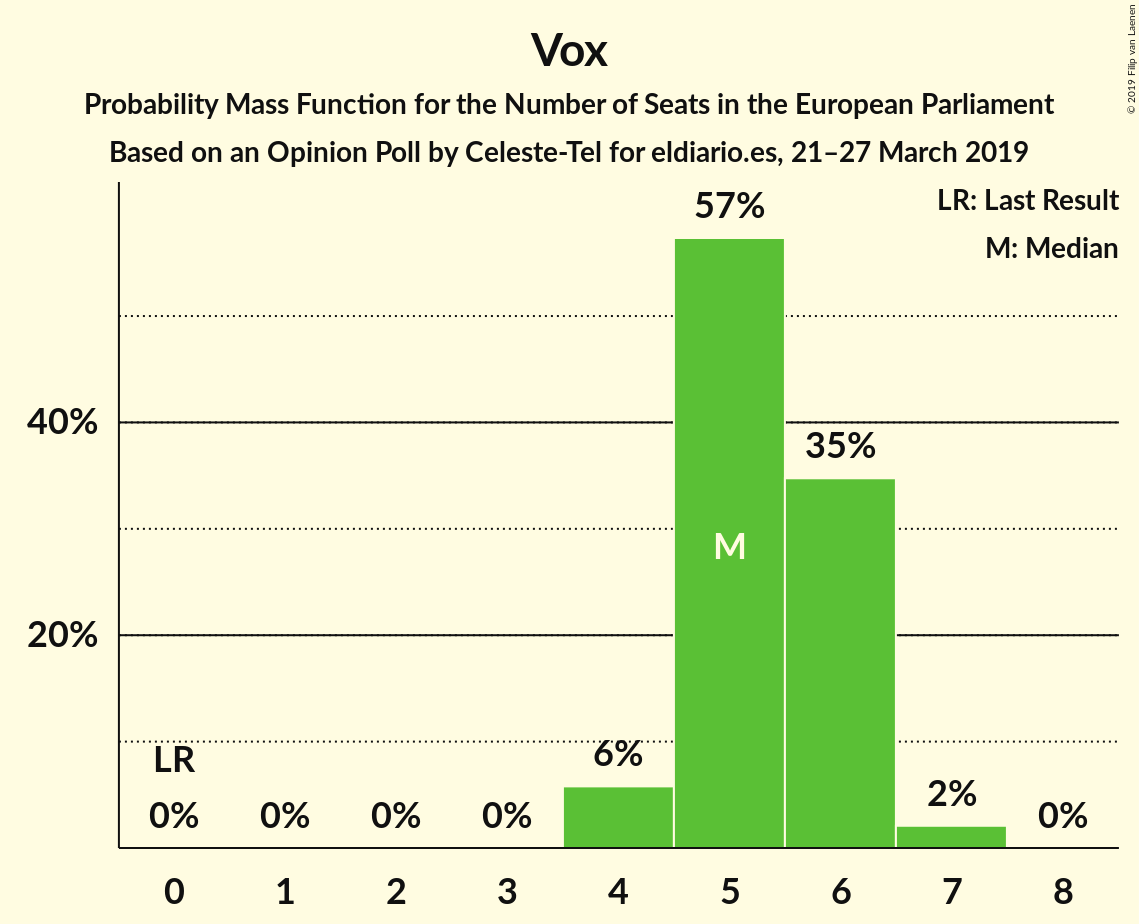 Vox
Probability Mass Function for the Number of Seats in the European Parliament
Based on an Opinion Poll by Celeste-Tel for eldiario.es, 21–27 March 2019
© 2019 Filip van Laenen
LR: Last Result
M: Median
57%
40%
35%
M
20%
LR
6%
2%
0% 0% 0% 0% 0%
0 1 2 3 4 5 6 7 8